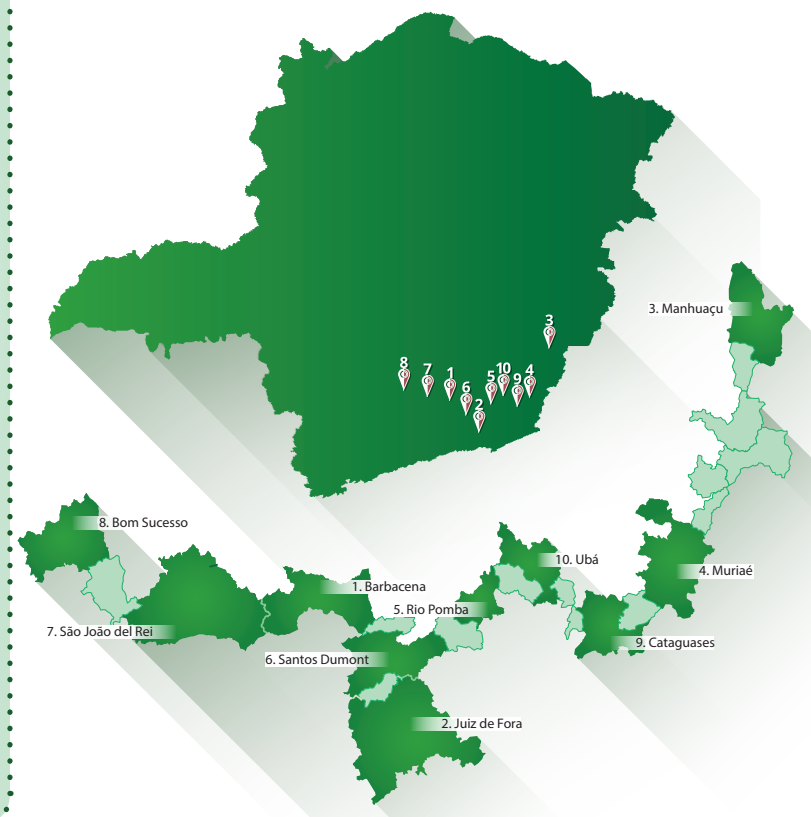 3
8
7
1
5
10
4
6
9
2
3. Manhuaçu
8. Bom Sucesso
10. Ubá
4. Muriaé
1. Barbacena
5. Rio Pomba
7. São João del Rei
9. Cataguases
6. Santos Dumont
2. Juiz de Fora